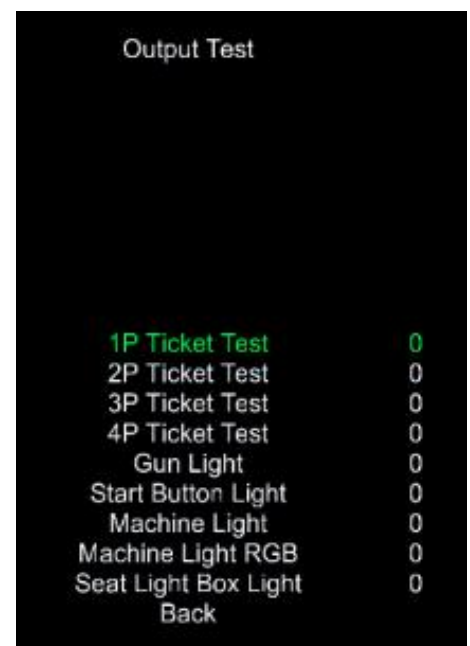 Output Test
1P Ticket Test 0
2P Ticket Test 0
3P Ticket Test 0
4P Ticket Test 0
Gun Light 0
Start Button Light 0
Machine Light 0
Machine Light RGB 0
Seat Light Box Light 0
Back